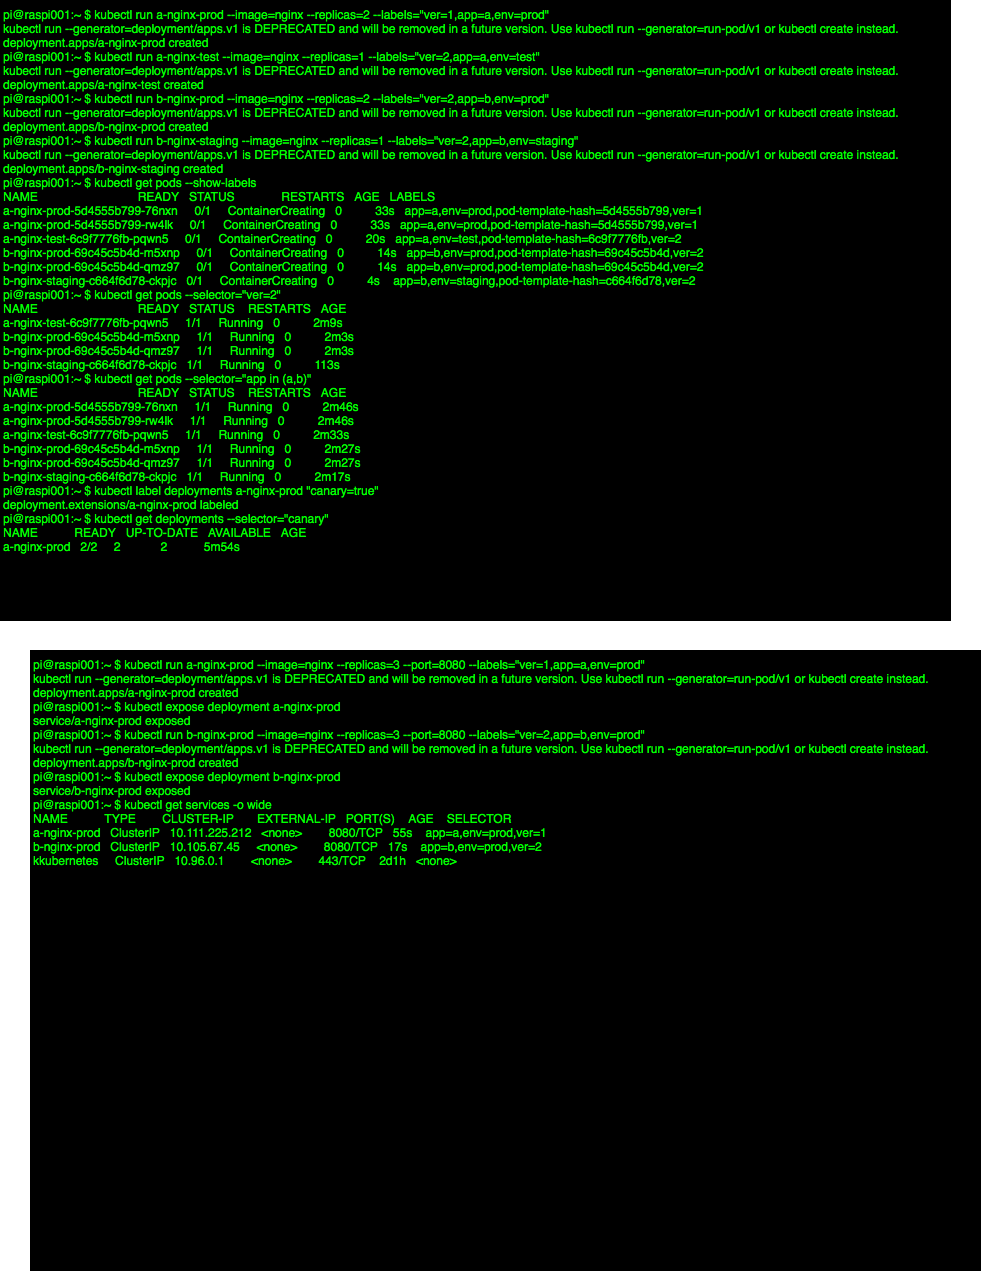 pi@raspi001:~ $ kubectl run a-nginx-prod --image=nginx --replicas=2 --labels="ver=1,app=a,env=prod"
kubectl run --generator=deployment/apps.v1 is DEPRECATED and will be removed in a future version. Use kubectl run --generator=run-pod/v1 or kubectl create instead.
deployment.apps/a-nginx-prod created
pi@raspi001:~ $ kubectl run a-nginx-test --image=nginx --replicas=1 --labels="ver=2,app=a,env=test"
kubectl run --generator=deployment/apps.v1 is DEPRECATED and will be removed in a future version. Use kubectl run --generator=run-pod/v1 or kubectl create instead.
deployment.apps/a-nginx-test created
pi@raspi001:~ $ kubectl run b-nginx-prod --image=nginx --replicas=2 --labels="ver=2,app=b,env=prod"
kubectl run --generator=deployment/apps.v1 is DEPRECATED and will be removed in a future version. Use kubectl run --generator=run-pod/v1 or kubectl create instead.
deployment.apps/b-nginx-prod created
pi@raspi001:~ $ kubectl run b-nginx-staging --image=nginx --replicas=1 --labels="ver=2,app=b,env=staging"
kubectl run --generator=deployment/apps.v1 is DEPRECATED and will be removed in a future version. Use kubectl run --generator=run-pod/v1 or kubectl create instead.
deployment.apps/b-nginx-staging created
pi@raspi001:~ $ kubectl get pods --show-labels
NAME READY STATUS RESTARTS AGE LABELS
a-nginx-prod-5d4555b799-76nxn 0/1 ContainerCreating 0 33s app=a,env=prod,pod-template-hash=5d4555b799,ver=1
a-nginx-prod-5d4555b799-rw4lk 0/1 ContainerCreating 0 33s app=a,env=prod,pod-template-hash=5d4555b799,ver=1
a-nginx-test-6c9f7776fb-pqwn5 0/1 ContainerCreating 0 20s app=a,env=test,pod-template-hash=6c9f7776fb,ver=2
b-nginx-prod-69c45c5b4d-m5xnp 0/1 ContainerCreating 0 14s app=b,env=prod,pod-template-hash=69c45c5b4d,ver=2
b-nginx-prod-69c45c5b4d-qmz97 0/1 ContainerCreating 0 14s app=b,env=prod,pod-template-hash=69c45c5b4d,ver=2
b-nginx-staging-c664f6d78-ckpjc 0/1 ContainerCreating 0 4s app=b,env=staging,pod-template-hash=c664f6d78,ver=2
pi@raspi001:~ $ kubectl get pods --selector="ver=2"
NAME READY STATUS RESTARTS AGE
a-nginx-test-6c9f7776fb-pqwn5 1/1 Running 0 2m9s
b-nginx-prod-69c45c5b4d-m5xnp 1/1 Running 0 2m3s
b-nginx-prod-69c45c5b4d-qmz97 1/1 Running 0 2m3s
b-nginx-staging-c664f6d78-ckpjc 1/1 Running 0 113s
pi@raspi001:~ $ kubectl get pods --selector="app in (a,b)"
NAME READY STATUS RESTARTS AGE
a-nginx-prod-5d4555b799-76nxn 1/1 Running 0 2m46s
a-nginx-prod-5d4555b799-rw4lk 1/1 Running 0 2m46s
a-nginx-test-6c9f7776fb-pqwn5 1/1 Running 0 2m33s
b-nginx-prod-69c45c5b4d-m5xnp 1/1 Running 0 2m27s
b-nginx-prod-69c45c5b4d-qmz97 1/1 Running 0 2m27s
b-nginx-staging-c664f6d78-ckpjc 1/1 Running 0 2m17s
pi@raspi001:~ $ kubectl label deployments a-nginx-prod "canary=true"
deployment.extensions/a-nginx-prod labeled
pi@raspi001:~ $ kubectl get deployments --selector="canary"
NAME READY UP-TO-DATE AVAILABLE AGE
a-nginx-prod 2/2 2 2 5m54s
pi@raspi001:~ $ kubectl run a-nginx-prod --image=nginx --replicas=3 --port=8080 --labels="ver=1,app=a,env=prod"
kubectl run --generator=deployment/apps.v1 is DEPRECATED and will be removed in a future version. Use kubectl run --generator=run-pod/v1 or kubectl create instead.
deployment.apps/a-nginx-prod created
pi@raspi001:~ $ kubectl expose deployment a-nginx-prod
service/a-nginx-prod exposed
pi@raspi001:~ $ kubectl run b-nginx-prod --image=nginx --replicas=3 --port=8080 --labels="ver=2,app=b,env=prod"
kubectl run --generator=deployment/apps.v1 is DEPRECATED and will be removed in a future version. Use kubectl run --generator=run-pod/v1 or kubectl create instead.
deployment.apps/b-nginx-prod created
pi@raspi001:~ $ kubectl expose deployment b-nginx-prod
service/b-nginx-prod exposed
pi@raspi001:~ $ kubectl get services -o wide
NAME TYPE CLUSTER-IP EXTERNAL-IP PORT(S) AGE SELECTOR
a-nginx-prod ClusterIP 10.111.225.212 <none> 8080/TCP 55s app=a,env=prod,ver=1
b-nginx-prod ClusterIP 10.105.67.45 <none> 8080/TCP 17s app=b,env=prod,ver=2
kkubernetes ClusterIP 10.96.0.1 <none> 443/TCP 2d1h <none>